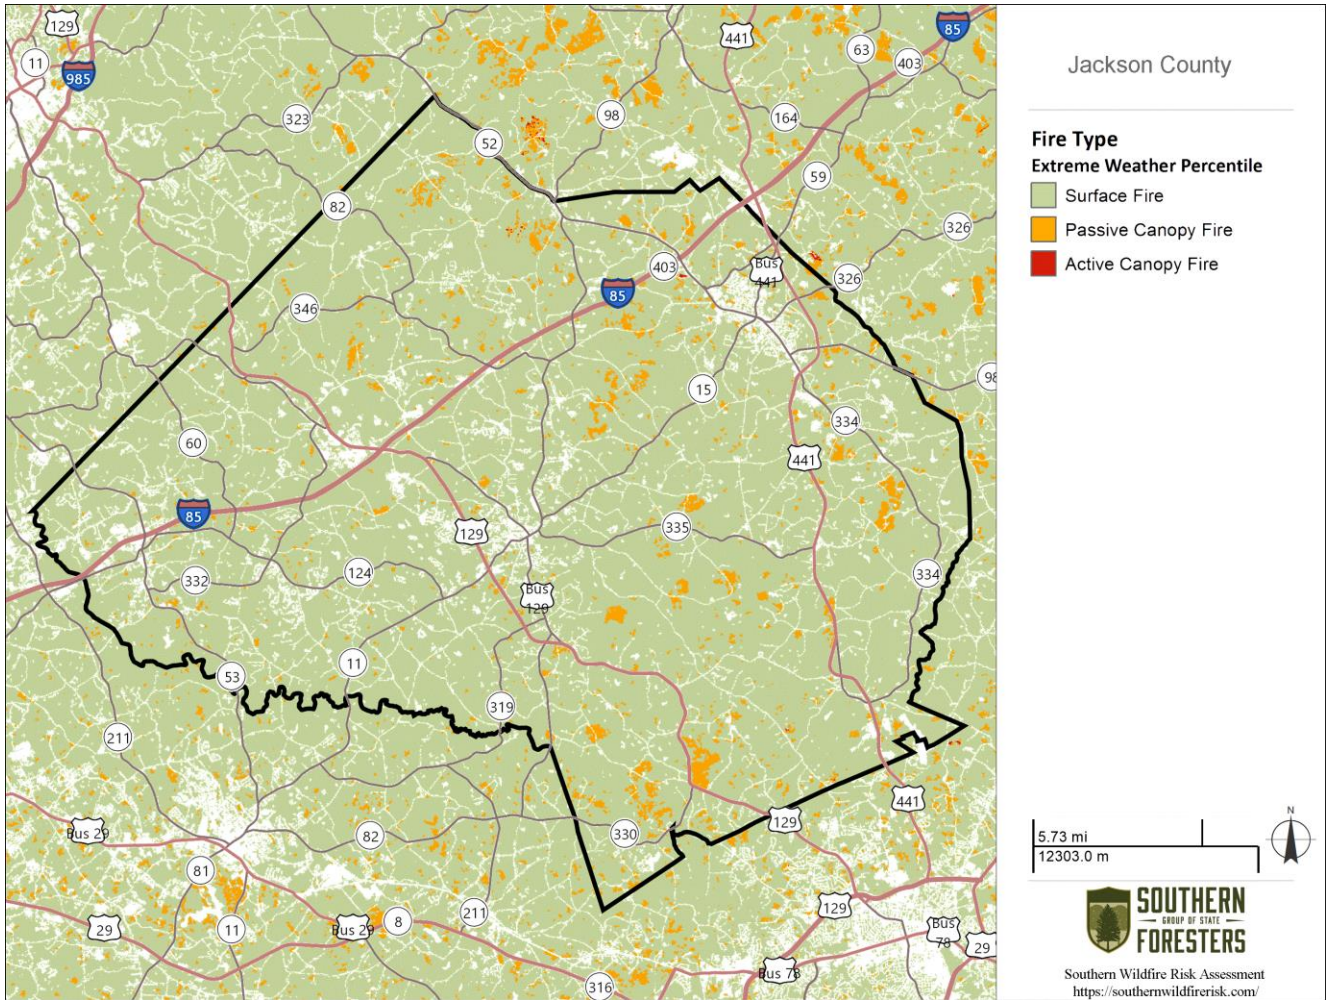 129
441
63
85
11
985
403
323
98
164
52
59
82
326
403
Bus
441
326
85
346
98
15
334
60
441
85
129
335
124
332
334
Bus
129
11
53
319
211
441
Bus 29
82
330
129
81
129
211
29
11
Bus 29
8
Bus
78
29
Bus 78
316
Jackson County
Fire Type
Extreme Weather Percentile
Surface Fire
Passive Canopy Fire
Active Canopy Fire
N
5.73 mi
12303.0 m
SOUTHERN
GROUP OF STATE
FORESTERS
Southern Wildfire Risk Assessment
https://southernwildfirerisk.com/